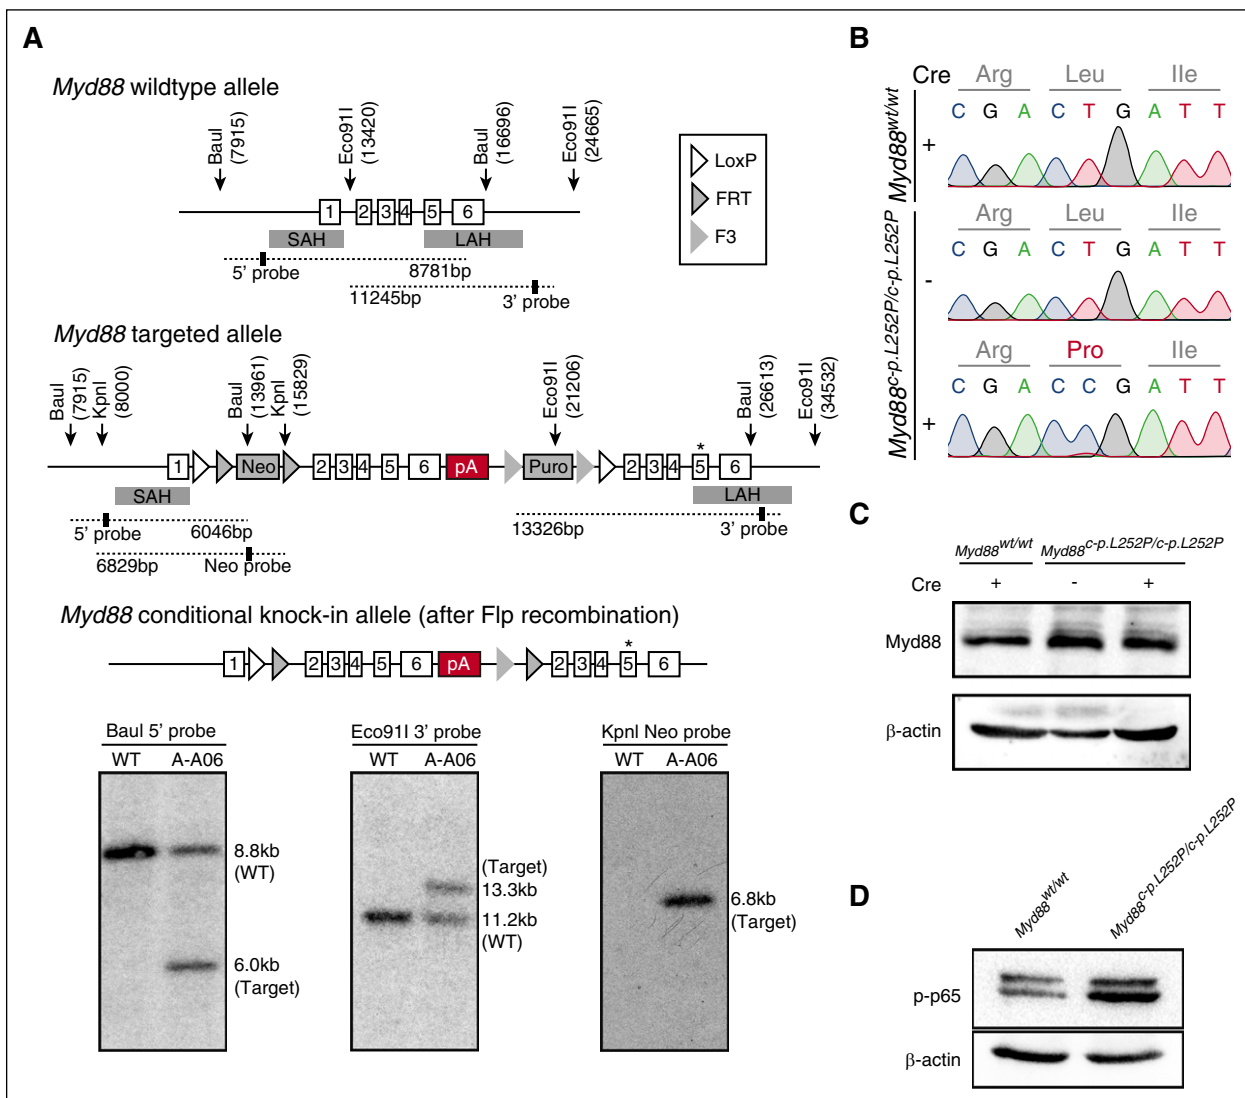 A
Myd88 wildtype allele
BauI (7915)
Eco91I (13420)
BauI (16696)
Eco91I (24665)
1 2 3 4 5 6
SAH LAH
5' probe 8781bp
11245bp 3' probe
LoxP
FRT
F3
Myd88 targeted allele
BauI (7915)
KpnI (8000)
BauI (13961)
KpnI (15829)
Eco91I (21206)
BauI (26613)
Eco91I (34532)
*
1 Neo 2 3 4 5 6 pA Puro 2 3 4 5 6
SAH LAH
5' probe 6046bp 13326bp 3' probe
6829bp Neo probe
Myd88 conditional knock-in allele (after Flp recombination)
*
1 2 3 4 5 6 pA 2 3 4 5 6
BauI 5' probe
WT A-A06
8.8kb
(WT)
6.0kb
(Target)
Eco91I 3' probe
WT A-A06
(Target)
13.3kb
11.2kb
(WT)
KpnI Neo probe
WT A-A06
6.8kb
(Target)
B
Cre
Myd88wt/wt
+
Arg Leu Ile
C G A C T G A T T
Myd88c-p.L252P/c-p.L252P
-
Arg Leu Ile
C G A C T G A T T
+
Arg Pro Ile
C G A C C G A T T
C
Myd88wt/wt Myd88c-p.L252P/c-p.L252P
Cre + - +
Myd88
β-actin
D
Myd88wt/wt
Myd88c-p.L252P/c-p.L252P
p-p65
β-actin